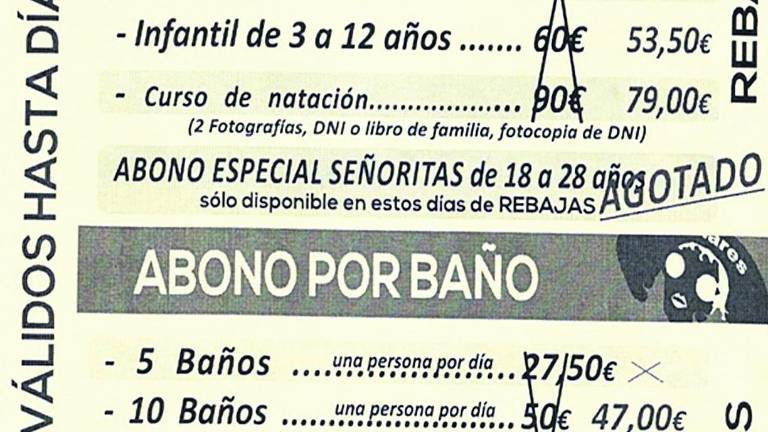 VÁLIDOS HASTA DÍA
- Infantil de 3 a 12 años ....... 60€ 53,50€
- Curso de natación.................... 90€ 79,00€
(2 Fotografías, DNI o libro de familia, fotocopia de DNI)
ABONO ESPECIAL SEÑORITAS de 18 a 28 años AGOTADO
sólo disponible en estos días de REBAJAS
REBA
ABONO POR BAÑO
- 5 Baños ....una persona por día.... 27,50€
- 10 Baños ....una persona por día.... 50€ 47,00€
S